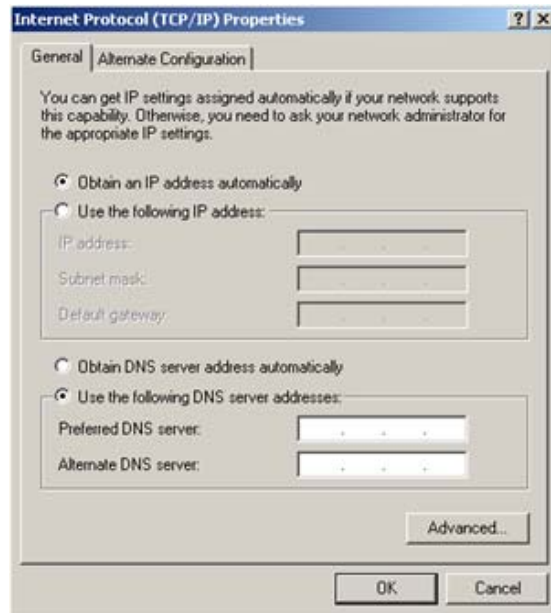 Internet Protocol (TCP/IP) Properties
General
Alternate Configuration
You can get IP settings assigned automatically if your network supports
this capability. Otherwise, you need to ask your network administrator for
the appropriate IP settings.
Obtain an IP address automatically
Use the following IP address:
IP address:
Subnet mask:
Default gateway:
Obtain DNS server address automatically
Use the following DNS server addresses:
Preferred DNS server:
Alternate DNS server:
Advanced...
OK
Cancel